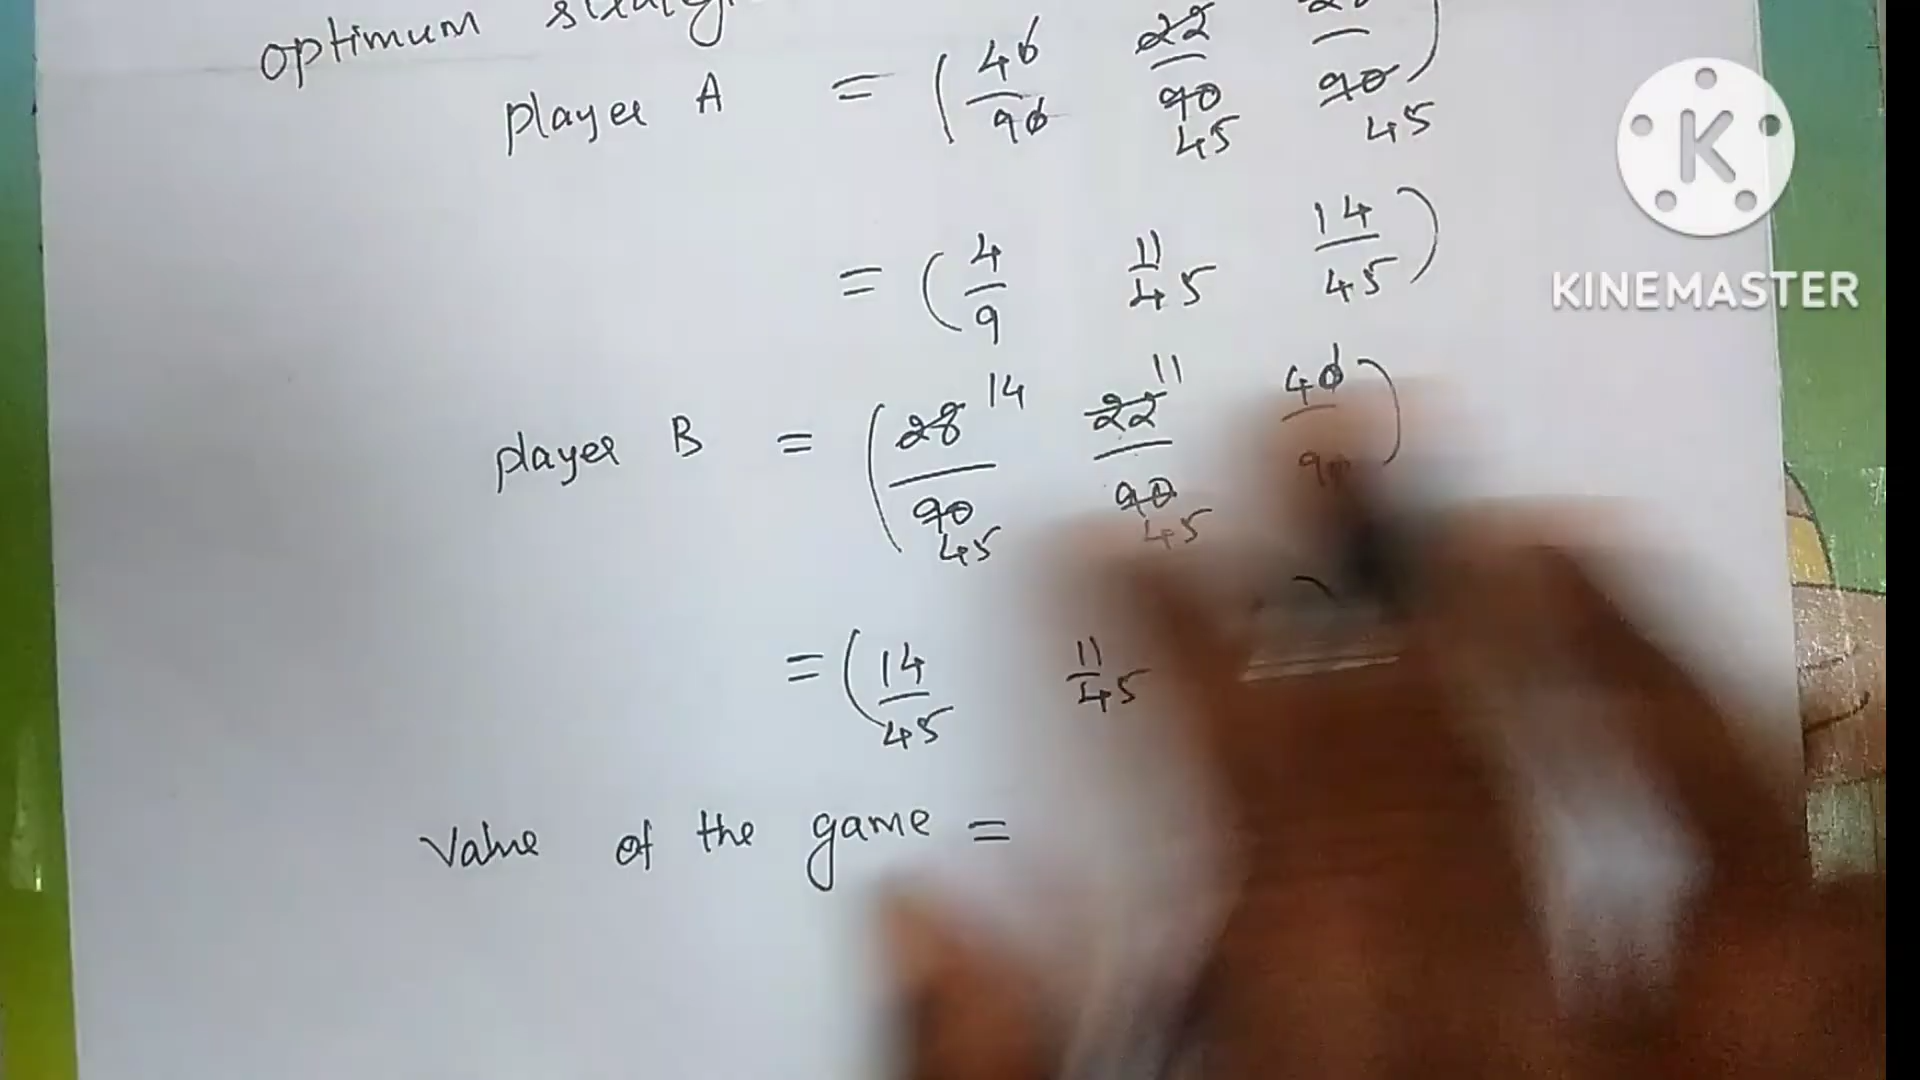 optimum
player A = ( 40/90 22/90 45 /90 45 )
= ( 4/9 11/45 14/45 )
player B = ( 28 14/90 45 22 11/90 45 40/90 )
= ( 14/45 11/45
Value of the game =
K
KINEMASTER